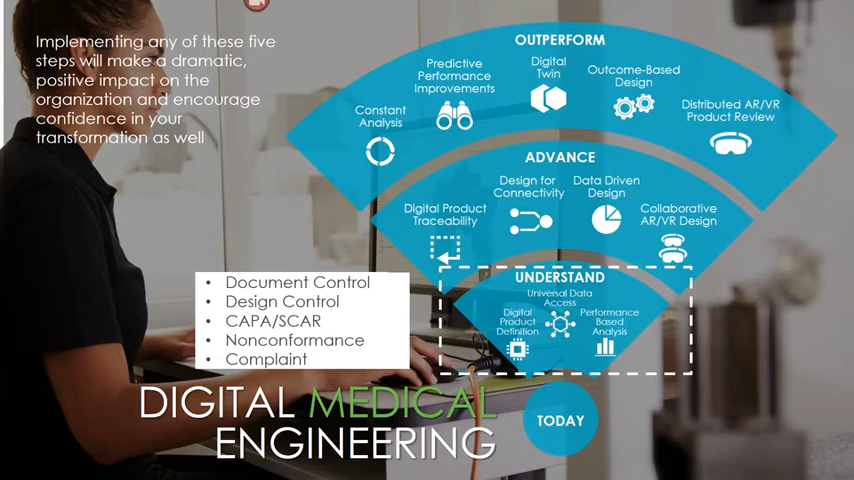 Implementing any of these five
steps will make a dramatic,
positive impact on the
organization and encourage
confidence in your
transformation as well
OUTPERFORM
Constant
Analysis
Predictive
Performance
Improvements
Digital
Twin
Outcome-Based
Design
Distributed AR/VR
Product Review
ADVANCE
Digital Product
Traceability
Design for
Connectivity
Data Driven
Design
Collaborative
AR/VR Design
UNDERSTAND
Digital
Product
Definition
Universal Data
Access
Performance
Based
Analysis
• Document Control
• Design Control
• CAPA/SCAR
• Nonconformance
• Complaint
DIGITAL MEDICAL
ENGINEERING
TODAY